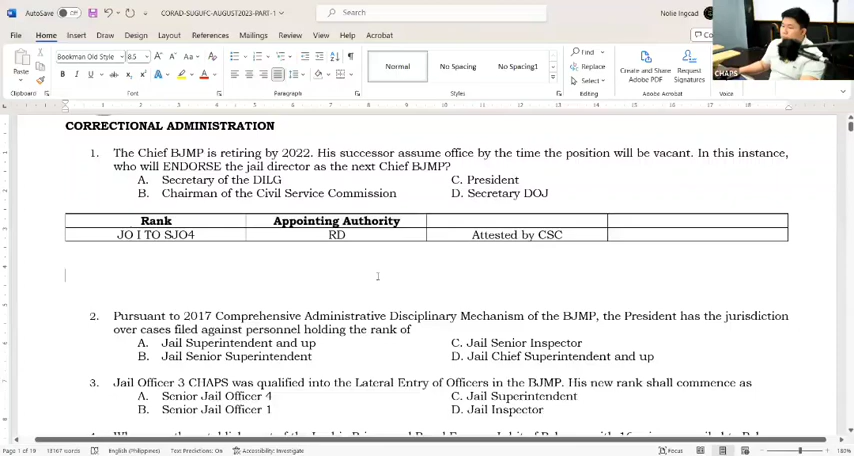 AutoSave Off CORAD-SUGUFC-AUGUST2023-PART-1 Search Nolie Ingcad
File Home Insert Draw Design Layout References Mailings Review View Help Acrobat
Bookman Old Style 8.5 A A Aa A
Paste B I U A A
Normal No Spacing No Spacing1
Find
Replace
Select
Create and Share Adobe PDF
Request Signatures
CHAPS
Clipboard Font Paragraph Styles Editing Adobe Acrobat Voice
CORRECTIONAL ADMINISTRATION
1. The Chief BJMP is retiring by 2022. His successor assume office by the time the position will be vacant. In this instance,
who will ENDORSE the jail director as the next Chief BJMP?
A. Secretary of the DILG C. President
B. Chairman of the Civil Service Commission D. Secretary DOJ
Rank Appointing Authority
JO I TO SJO4 RD Attested by CSC
2. Pursuant to 2017 Comprehensive Administrative Disciplinary Mechanism of the BJMP, the President has the jurisdiction
over cases filed against personnel holding the rank of
A. Jail Superintendent and up C. Jail Senior Inspector
B. Jail Senior Superintendent D. Jail Chief Superintendent and up
3. Jail Officer 3 CHAPS was qualified into the Lateral Entry of Officers in the BJMP. His new rank shall commence as
A. Senior Jail Officer 4 C. Jail Superintendent
B. Senior Jail Officer 1 D. Jail Inspector
Page 1 of 19 13167 words English (Philippines) Text Predictions: On Accessibility: Investigate Focus 180%